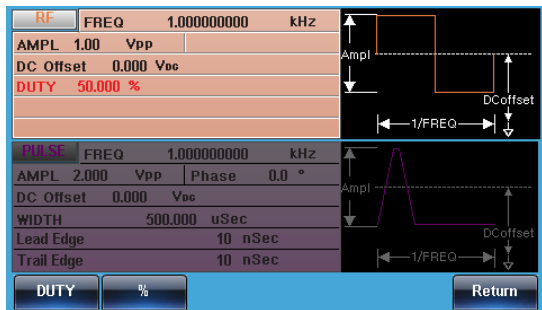 RF FREQ 1.000000000 kHz
AMPL 1.00 Vpp
DC Offset 0.000 VDC
DUTY 50.000 %
Ampl
DCoffset
1/FREQ
PULSE FREQ 1.000000000 kHz
AMPL 2.000 Vpp Phase 0.0 °
DC Offset 0.000 VDC
WIDTH 500.000 uSec
Lead Edge 10 nSec
Trail Edge 10 nSec
Ampl
DCoffset
1/FREQ
DUTY % Return